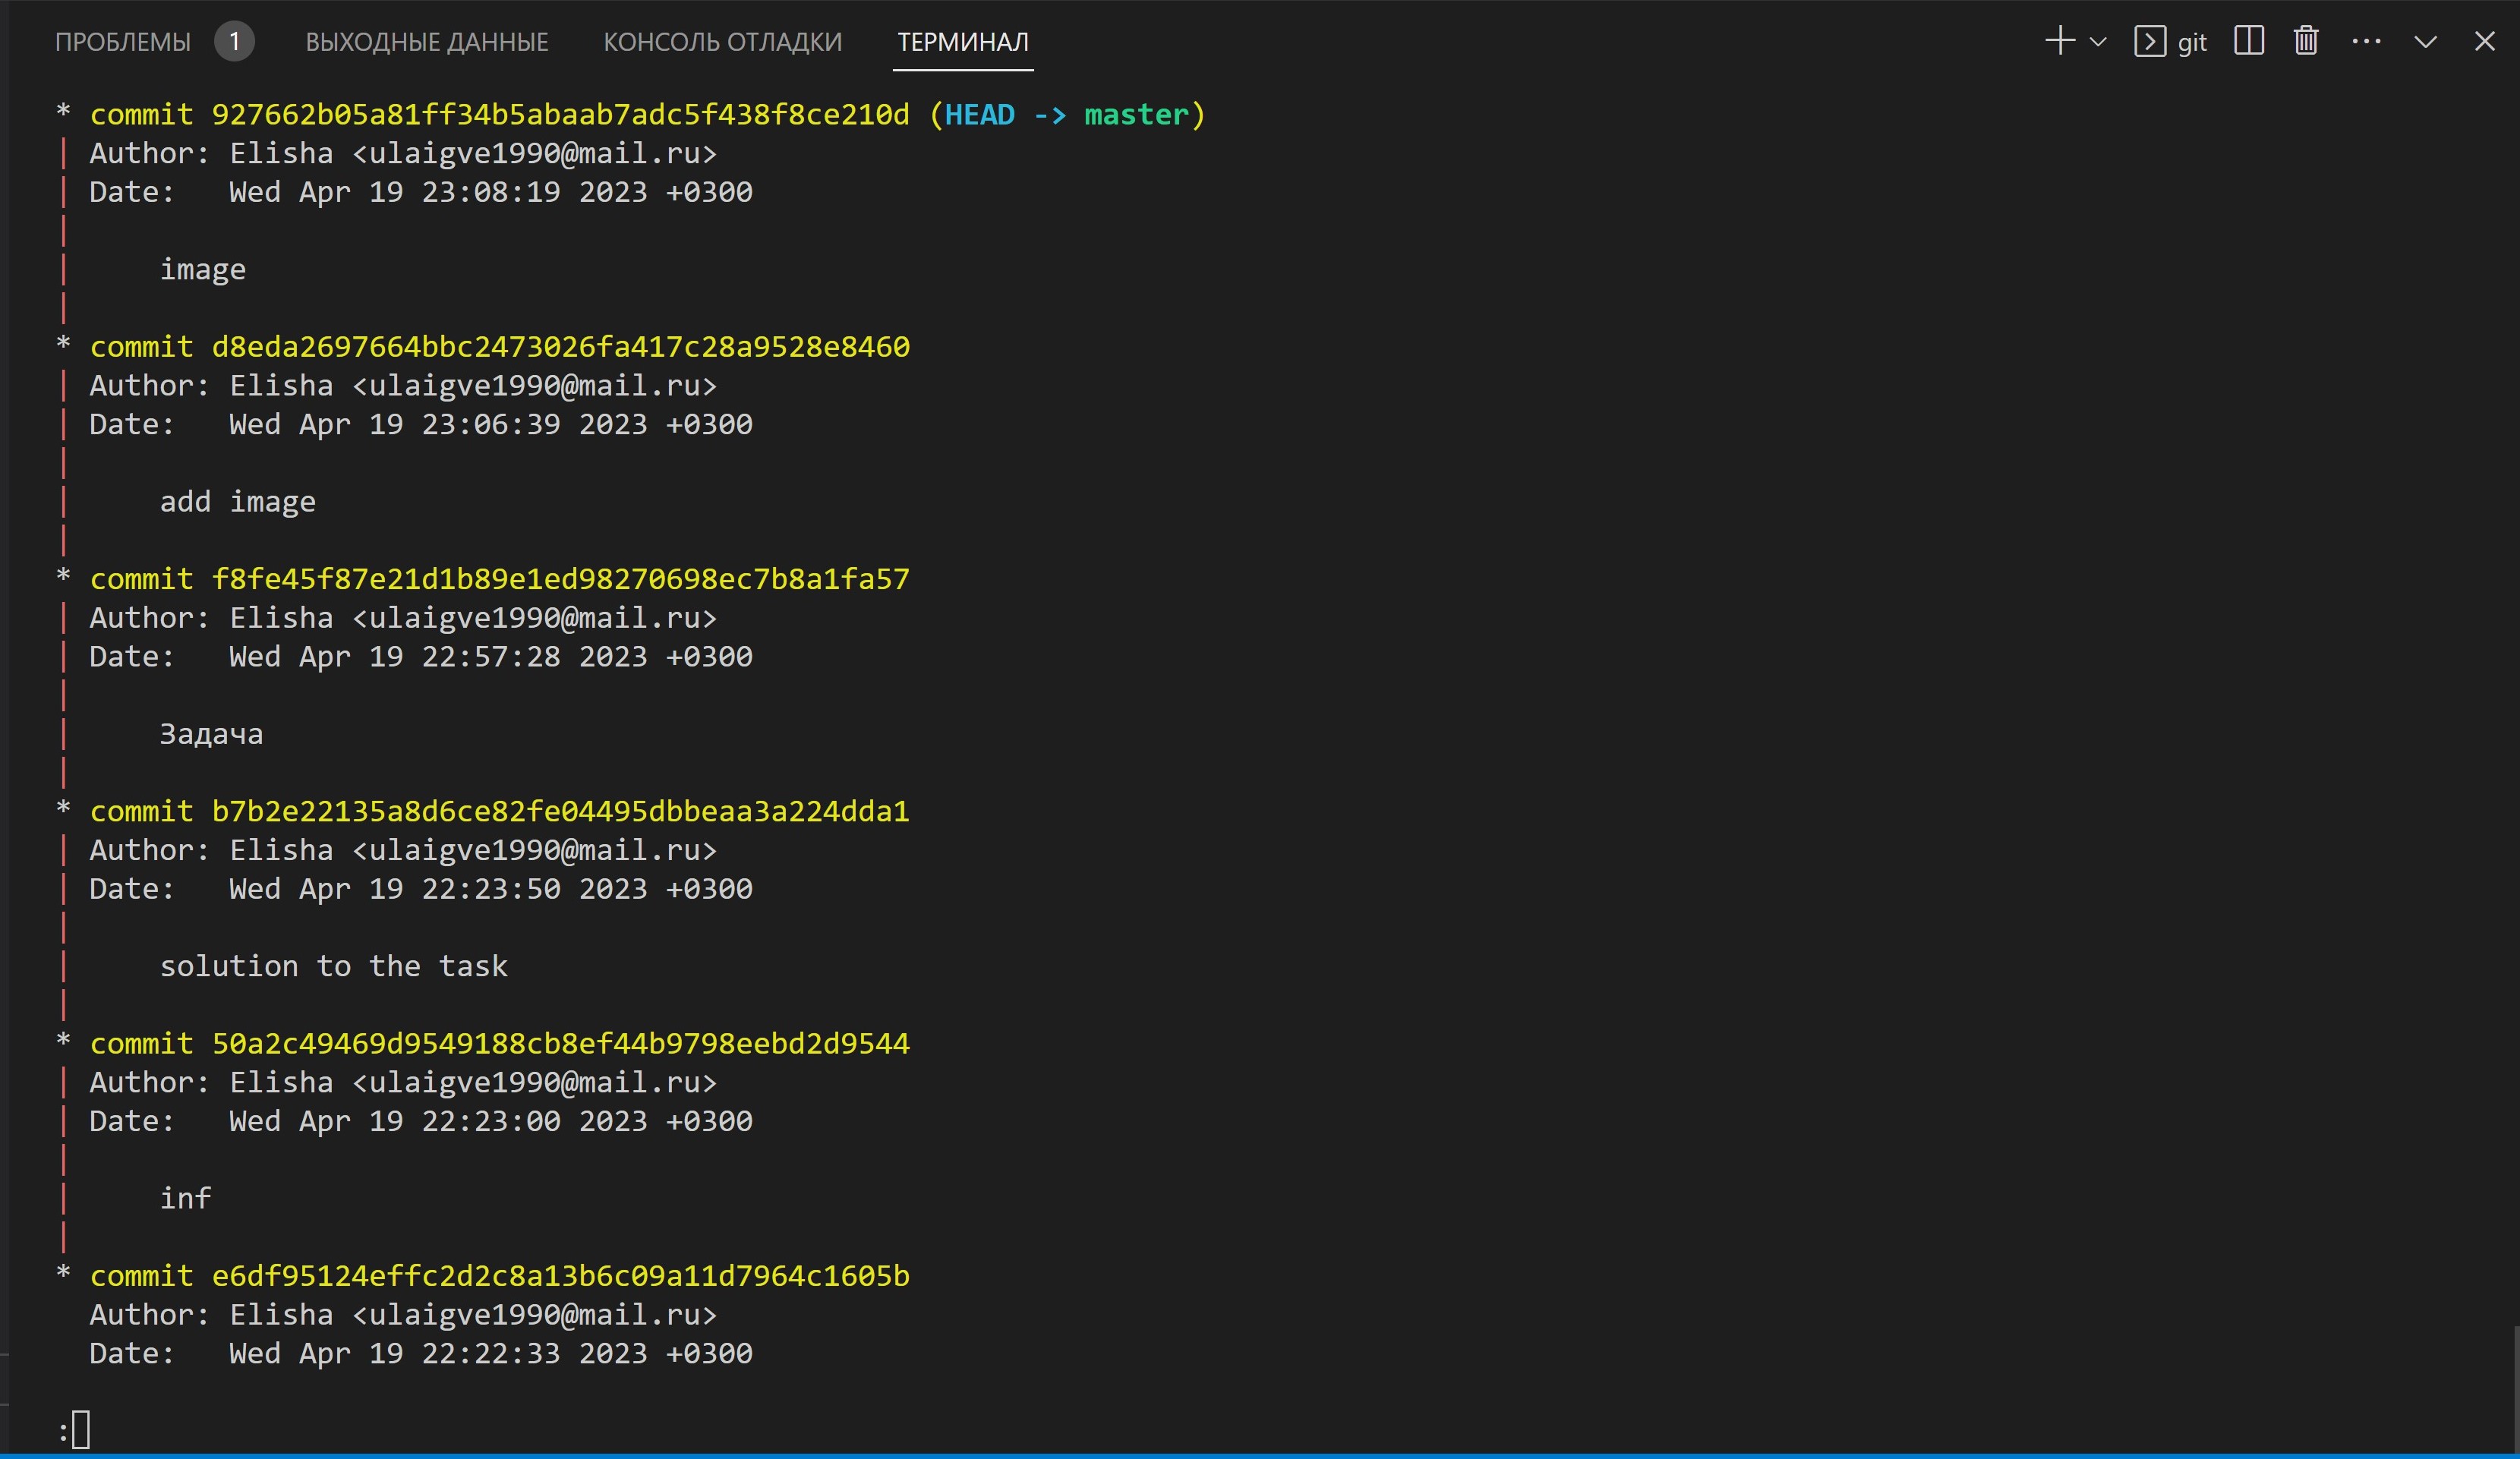 ПРОБЛЕМЫ 1 ВЫХОДНЫЕ ДАННЫЕ КОНСОЛЬ ОТЛАДКИ ТЕРМИНАЛ git
* commit 927662b05a81ff34b5abaab7adc5f438f8ce210d (HEAD -> master)
| Author: Elisha <ulaigve1990@mail.ru>
| Date:   Wed Apr 19 23:08:19 2023 +0300
|
|     image
|
* commit d8eda2697664bbc2473026fa417c28a9528e8460
| Author: Elisha <ulaigve1990@mail.ru>
| Date:   Wed Apr 19 23:06:39 2023 +0300
|
|     add image
|
* commit f8fe45f87e21d1b89e1ed98270698ec7b8a1fa57
| Author: Elisha <ulaigve1990@mail.ru>
| Date:   Wed Apr 19 22:57:28 2023 +0300
|
|     Задача
|
* commit b7b2e22135a8d6ce82fe04495dbbeaa3a224dda1
| Author: Elisha <ulaigve1990@mail.ru>
| Date:   Wed Apr 19 22:23:50 2023 +0300
|
|     solution to the task
|
* commit 50a2c49469d9549188cb8ef44b9798eebd2d9544
| Author: Elisha <ulaigve1990@mail.ru>
| Date:   Wed Apr 19 22:23:00 2023 +0300
|
|     inf
|
* commit e6df95124effc2d2c8a13b6c09a11d7964c1605b
  Author: Elisha <ulaigve1990@mail.ru>
  Date:   Wed Apr 19 22:22:33 2023 +0300
: